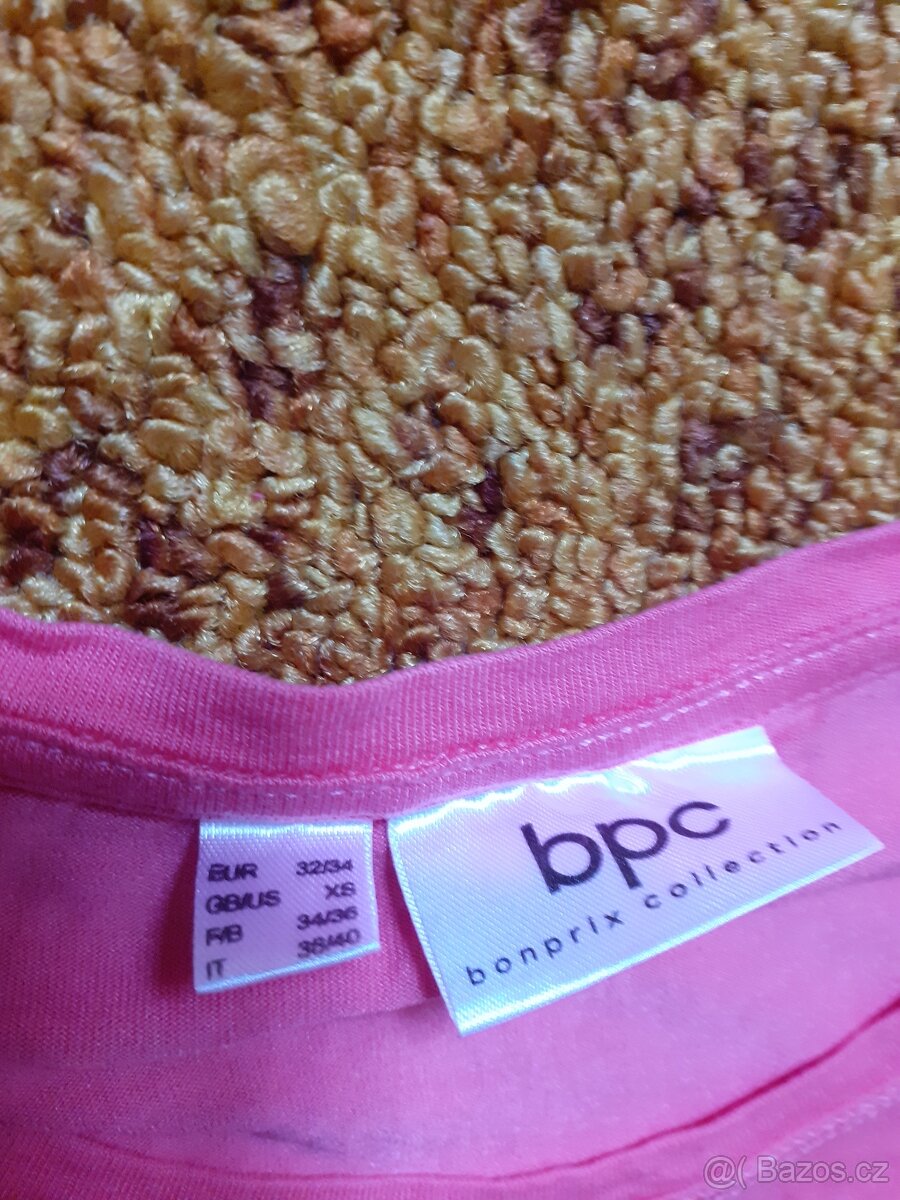 EUR 32/34
GB/US XS
F/B 34/36
IT 38/40
bpc
bonprix collection
@( Bazos.cz